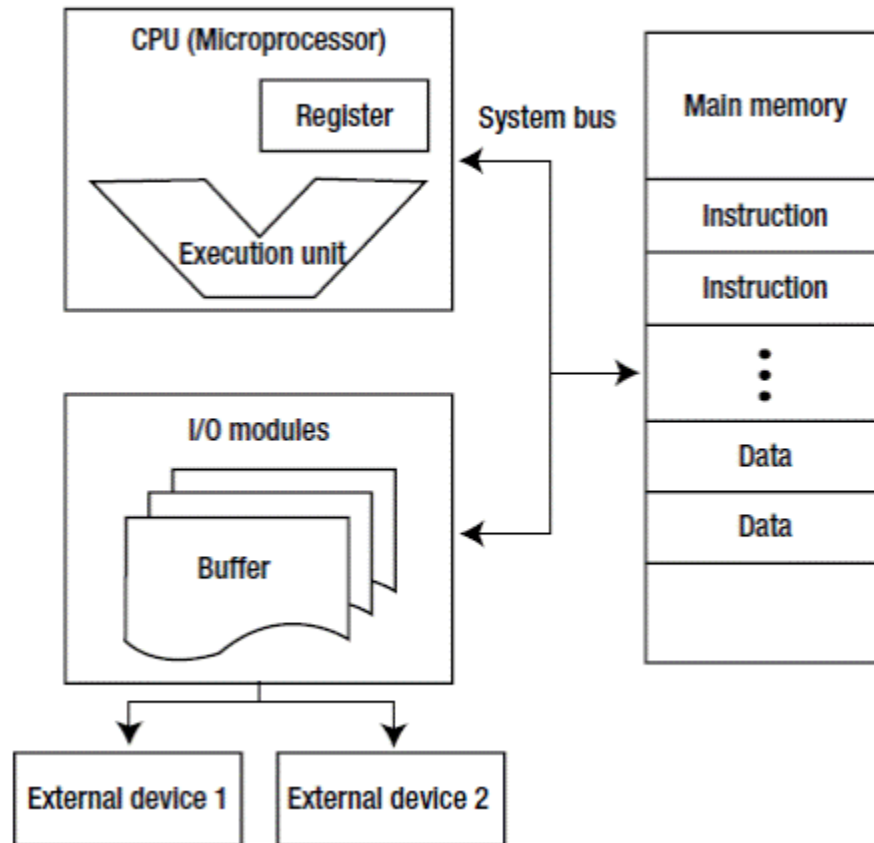 CPU (Microprocessor)
Register
Execution unit
System bus
Main memory
Instruction
Instruction
Data
Data
I/O modules
Buffer
External device 1
External device 2